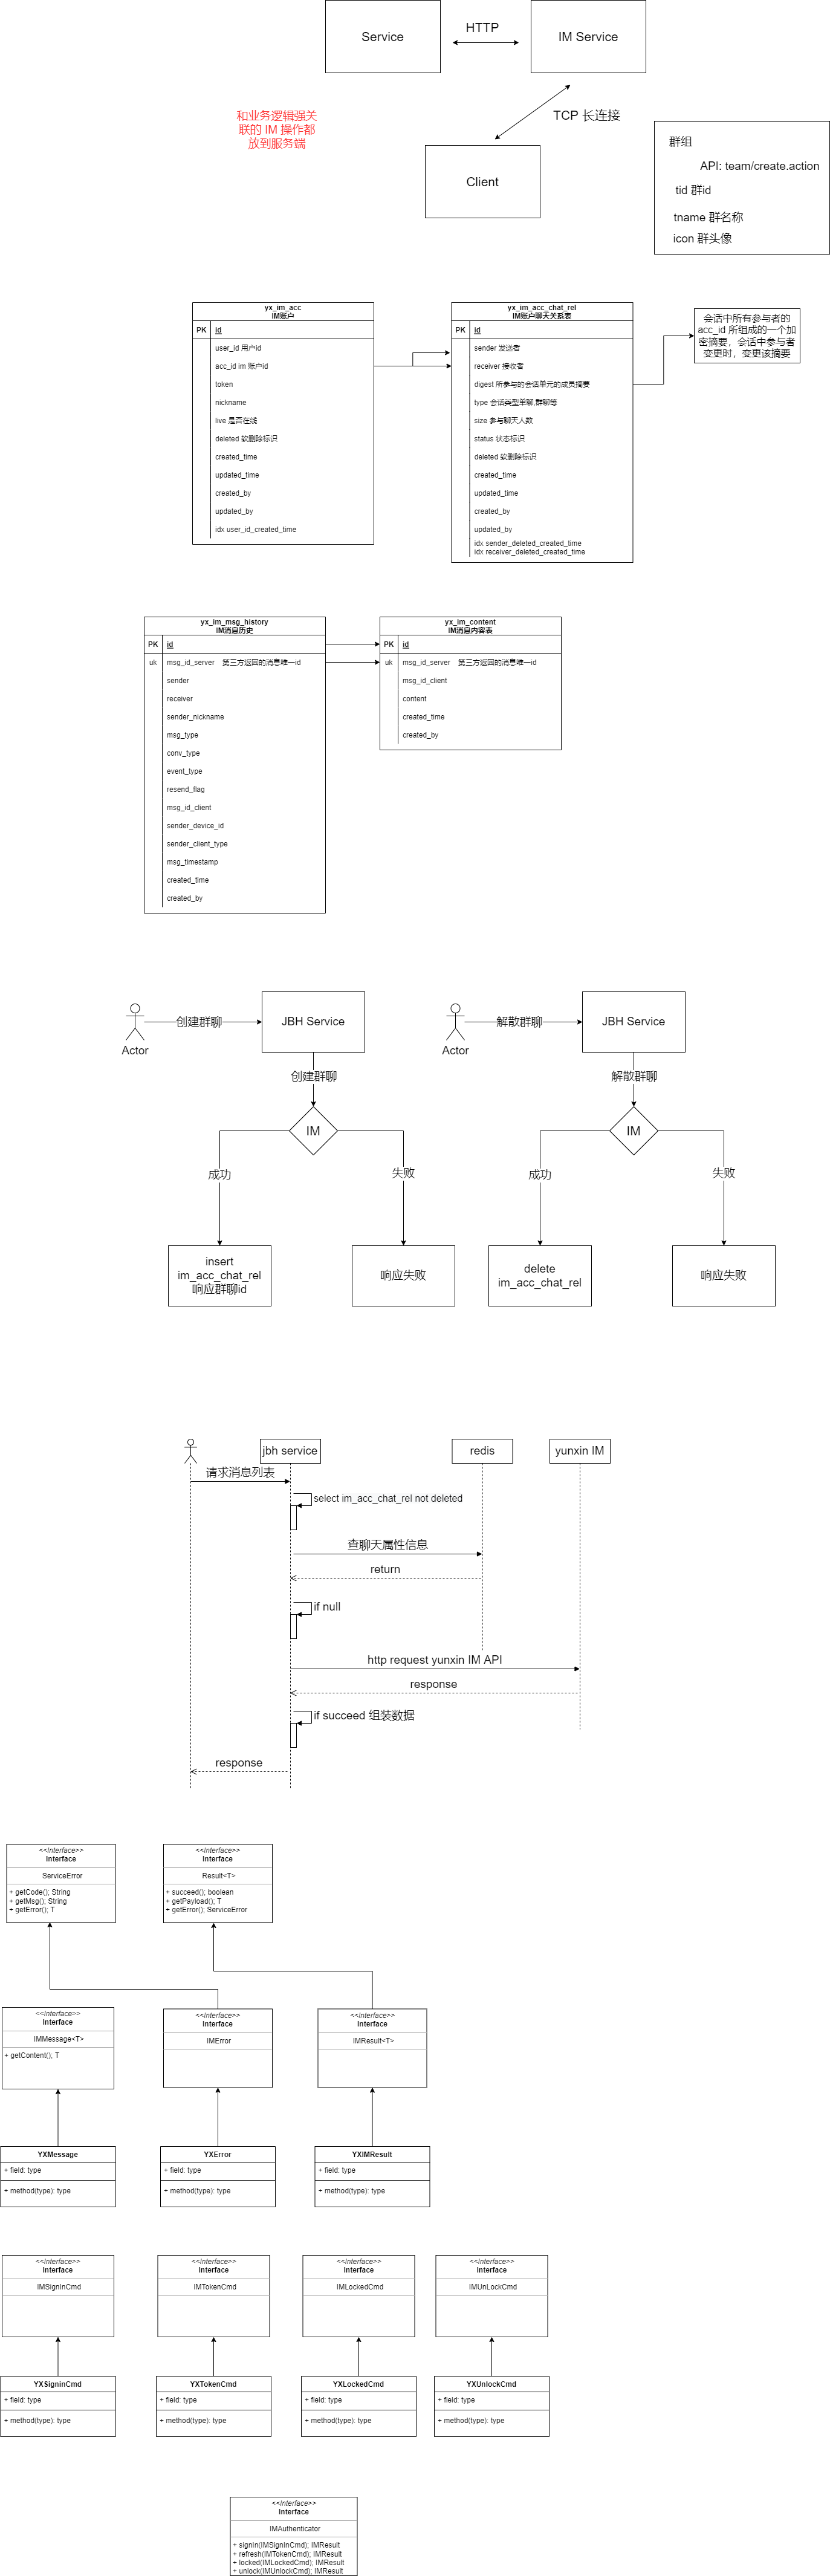 Service
HTTP
IM Service
和业务逻辑强关
联的 IM 操作都
放到服务端
TCP 长连接
Client
群组
API: team/create.action
tid 群id
tname 群名称
icon 群头像
yx_im_acc
IM账户
PK id
user_id 用户id
acc_id im 账户id
token
nickname
live 是否在线
deleted 软删除标识
created_time
updated_time
created_by
updated_by
idx user_id_created_time
yx_im_acc_chat_rel
IM账户聊天关系表
PK id
sender 发送者
receiver 接收者
digest 所参与的会话单元的成员摘要
type 会话类型单聊,群聊等
size 参与聊天人数
status 状态标识
deleted 软删除标识
created_time
updated_time
created_by
updated_by
idx sender_deleted_created_time
idx receiver_deleted_created_time
会话中所有参与者的
acc_id 所组成的一个加
密摘要，会话中参与者
变更时，变更该摘要
yx_im_msg_history
IM消息历史
PK id
uk msg_id_server 第三方返回的消息唯一id
sender
receiver
sender_nickname
msg_type
conv_type
event_type
resend_flag
msg_id_client
sender_device_id
sender_client_type
msg_timestamp
created_time
created_by
yx_im_content
IM消息内容表
PK id
uk msg_id_server 第三方返回的消息唯一id
msg_id_client
content
created_time
created_by
Actor
创建群聊
JBH Service
创建群聊
IM
成功
失败
insert
im_acc_chat_rel
响应群聊id
响应失败
Actor
解散群聊
JBH Service
解散群聊
IM
成功
失败
delete
im_acc_chat_rel
响应失败
jbh service
redis
yunxin IM
请求消息列表
select im_acc_chat_rel not deleted
查聊天属性信息
return
if null
http request yunxin IM API
response
if succeed 组装数据
response
<<interface>>
Interface
ServiceError
+ getCode(); String
+ getMsg(); String
+ getError(); T
<<interface>>
Interface
Result<T>
+ succeed(); boolean
+ getPayload(); T
+ getError(); ServiceError
<<interface>>
Interface
IMMessage<T>
+ getContent(); T
<<interface>>
Interface
IMError
<<interface>>
Interface
IMResult<T>
YXMessage
+ field: type
+ method(type): type
YXError
+ field: type
+ method(type): type
YXIMResult
+ field: type
+ method(type): type
<<interface>>
Interface
IMSignInCmd
<<interface>>
Interface
IMTokenCmd
<<interface>>
Interface
IMLockedCmd
<<interface>>
Interface
IMUnLockCmd
YXSigninCmd
+ field: type
+ method(type): type
YXTokenCmd
+ field: type
+ method(type): type
YXLockedCmd
+ field: type
+ method(type): type
YXUnlockCmd
+ field: type
+ method(type): type
<<interface>>
Interface
IMAuthenticator
+ signIn(IMSignInCmd); IMResult
+ refresh(IMTokenCmd); IMResult
+ locked(IMLockedCmd); IMResult
+ unlock(IMUnlockCmd); IMResult